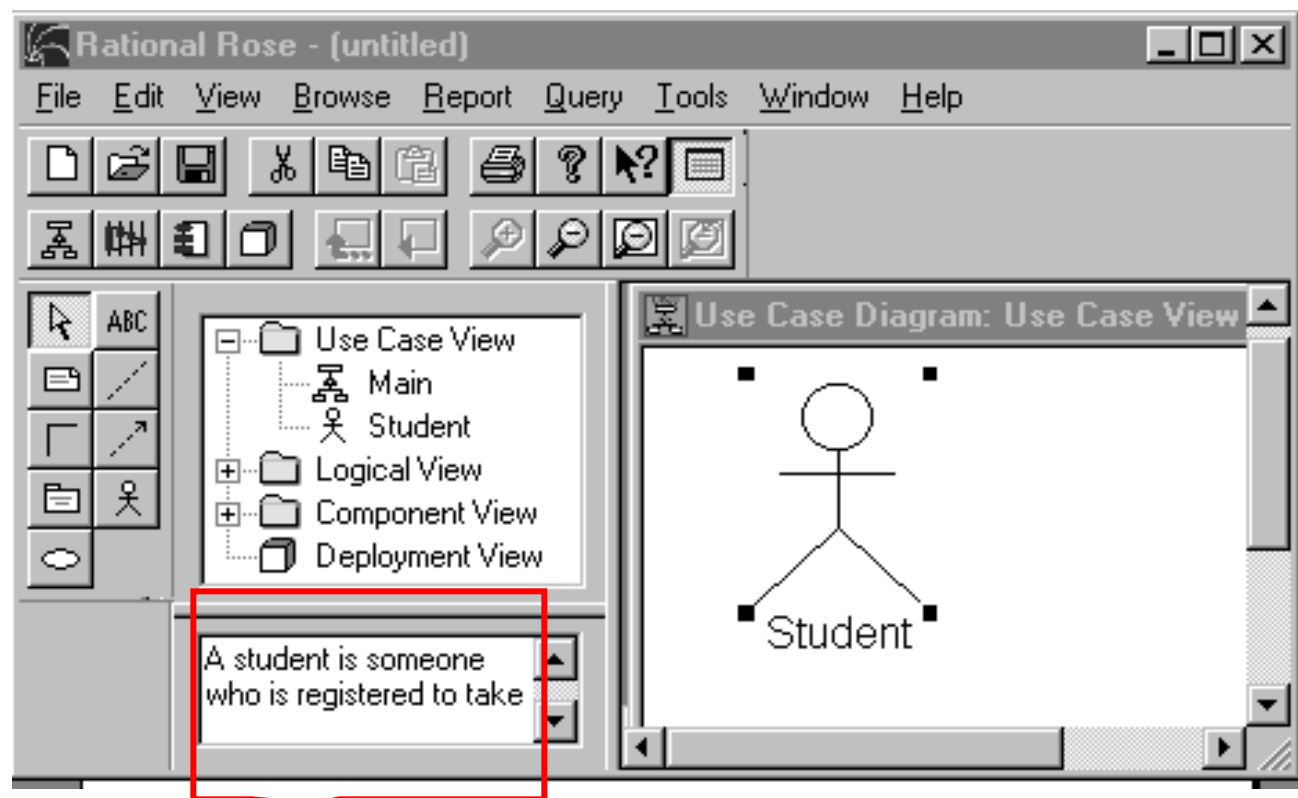 Rational Rose - (untitled)
File Edit View Browse Report Query Tools Window Help
ABC
Use Case View
Main
Student
Logical View
Component View
Deployment View
A student is someone
who is registered to take
Use Case Diagram: Use Case View
Student